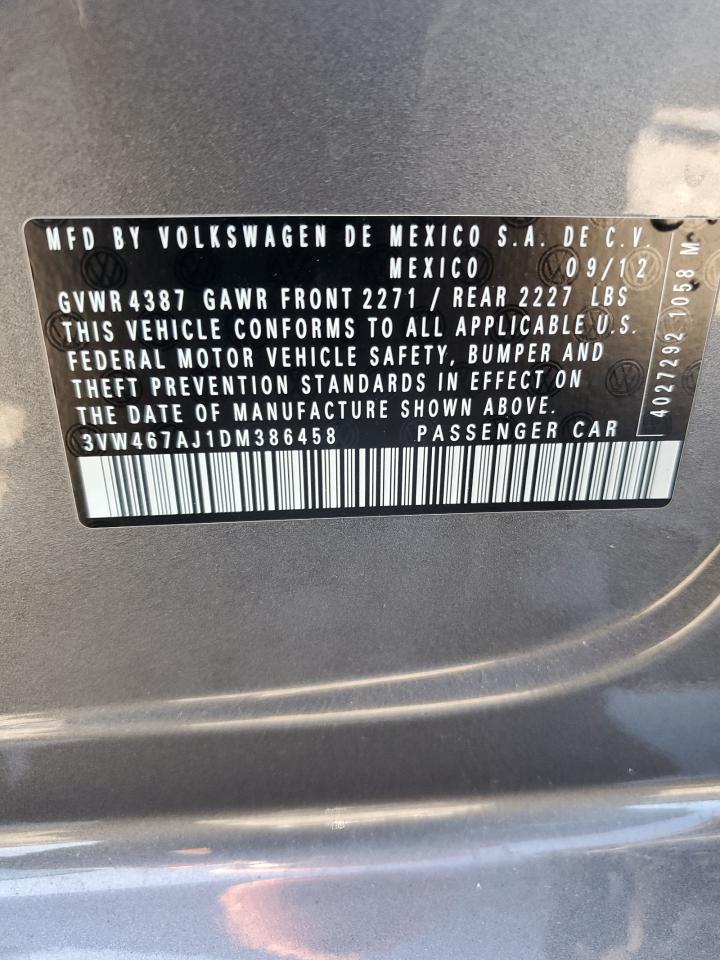 MFD BY VOLKSWAGEN DE MEXICO S.A. DE C.V.
MEXICO 09/12
GVWR 4387 GAWR FRONT 2271 / REAR 2227 LBS
THIS VEHICLE CONFORMS TO ALL APPLICABLE U.S.
FEDERAL MOTOR VEHICLE SAFETY, BUMPER AND
THEFT PREVENTION STANDARDS IN EFFECT ON
THE DATE OF MANUFACTURE SHOWN ABOVE.
3VW467AJ1DM386458 PASSENGER CAR
4027292 1058 M